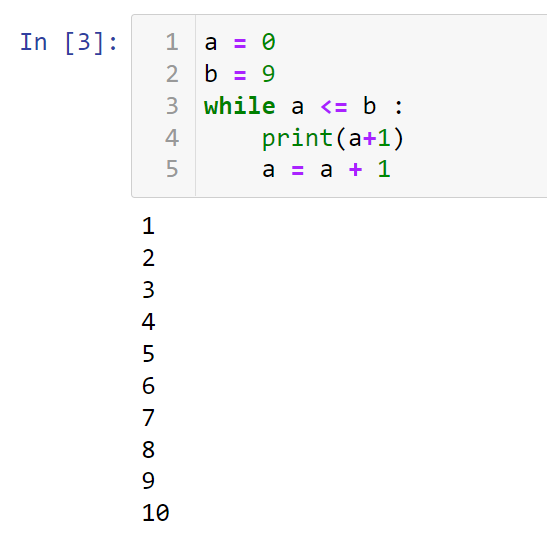 In [3]:
1 a = 0
2 b = 9
3 while a <= b :
4     print(a+1)
5     a = a + 1
1
2
3
4
5
6
7
8
9
10